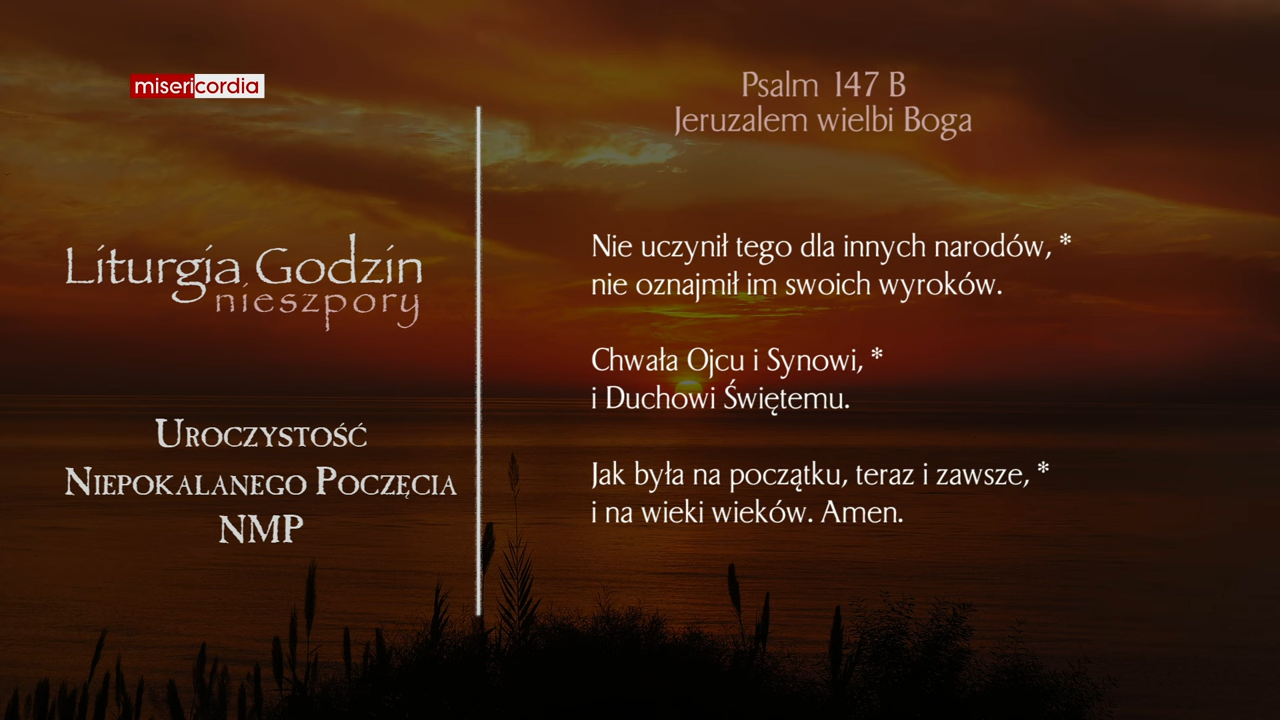 misericordia
Liturgia Godzin
nieszpory
Uroczystość
Niepokalanego Poczęcia
NMP
Psalm 147 B
Jeruzalem wielbi Boga
Nie uczynił tego dla innych narodów, *
nie oznajmił im swoich wyroków.
Chwała Ojcu i Synowi, *
i Duchowi Świętemu.
Jak była na początku, teraz i zawsze, *
i na wieki wieków. Amen.